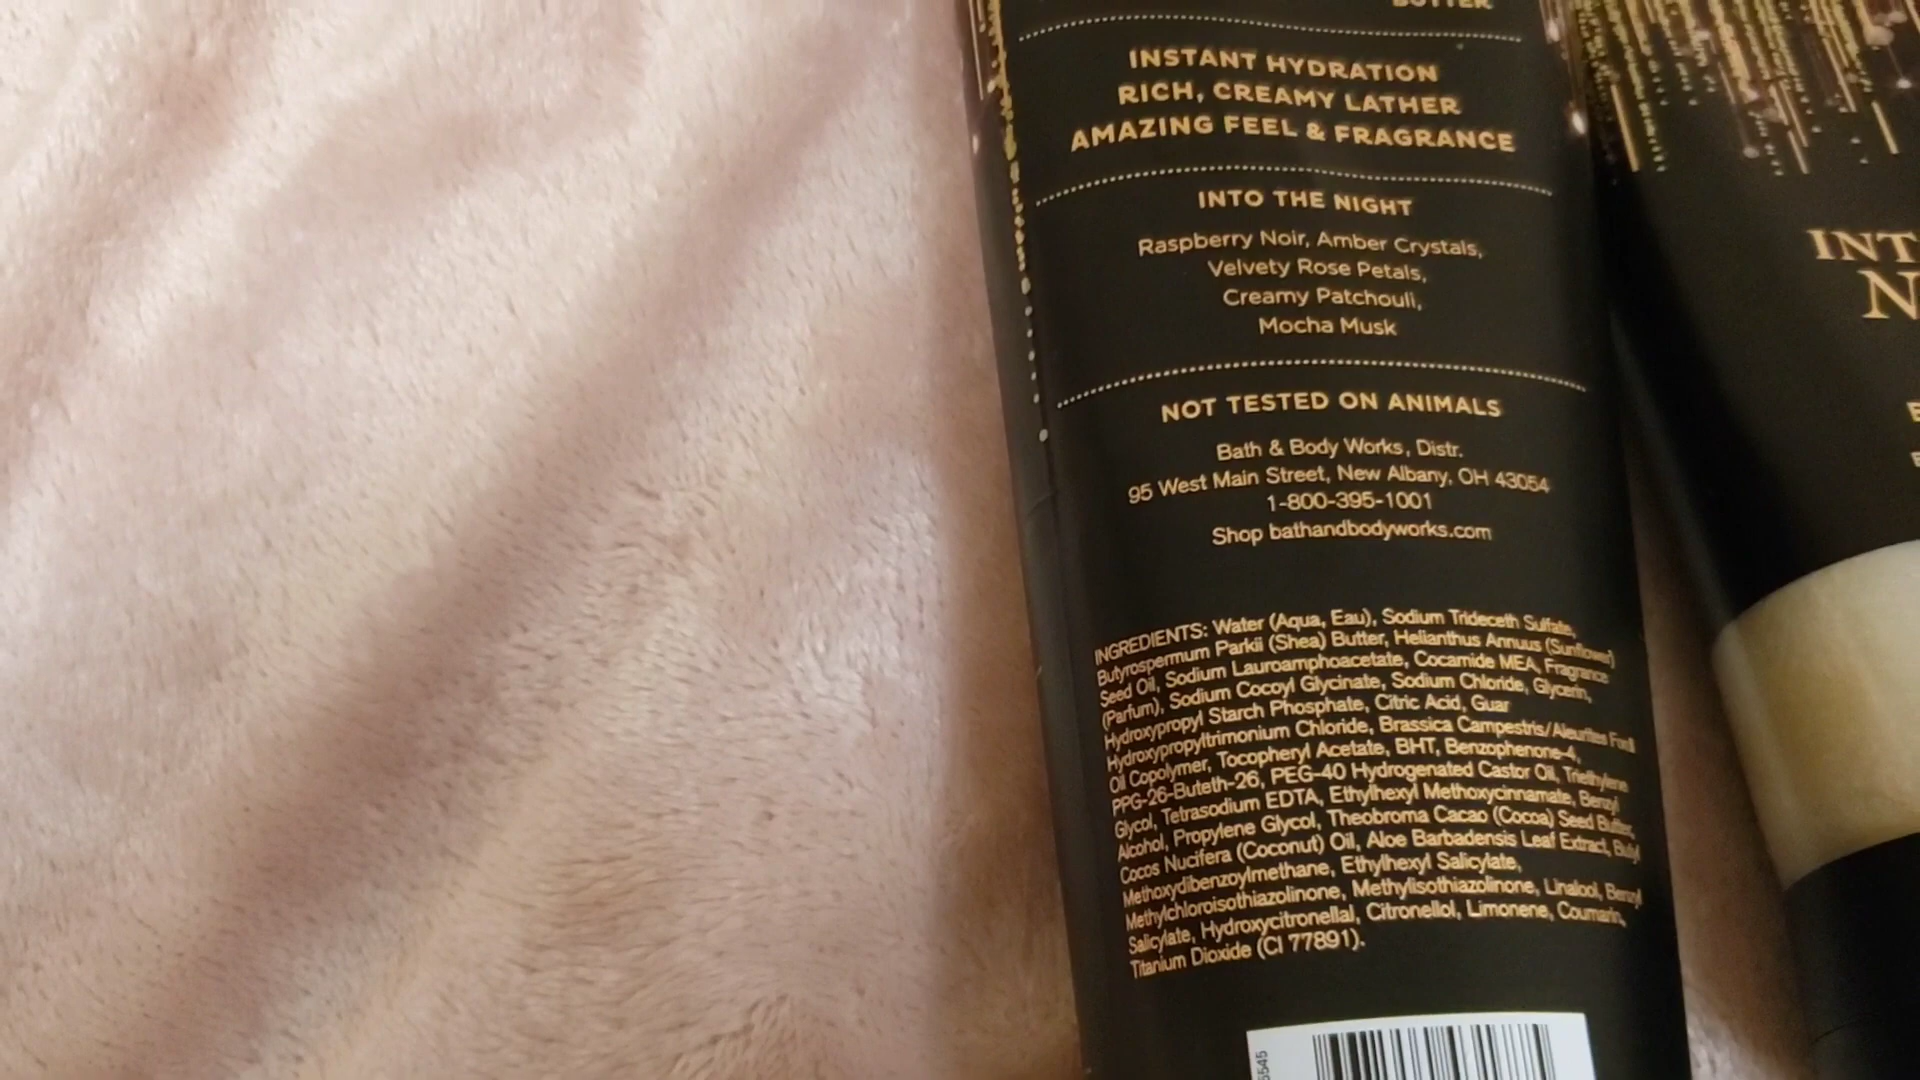 BUTTER
INSTANT HYDRATION
RICH, CREAMY LATHER
AMAZING FEEL & FRAGRANCE
INTO THE NIGHT
Raspberry Noir, Amber Crystals,
Velvety Rose Petals,
Creamy Patchouli,
Mocha Musk
NOT TESTED ON ANIMALS
Bath & Body Works, Distr.
95 West Main Street, New Albany, OH 43054
1-800-395-1001
Shop bathandbodyworks.com
INGREDIENTS: Water (Aqua, Eau), Sodium Trideceth Sulfate,
Butyrospermum Parkii (Shea) Butter, Helianthus Annuus (Sunflower)
Seed Oil, Sodium Lauroamphoacetate, Cocamide MEA, Fragrance
(Parfum), Sodium Cocoyl Glycinate, Sodium Chloride, Glycerin,
Hydroxypropyl Starch Phosphate, Citric Acid, Guar
Hydroxypropyltrimonium Chloride, Brassica Campestris/Aleurites Fordi
Oil Copolymer, Tocopheryl Acetate, BHT, Benzophenone-4,
PPG-26-Buteth-26, PEG-40 Hydrogenated Castor Oil, Triethylene
Glycol, Tetrasodium EDTA, Ethylhexyl Methoxycinnamate, Benzyl
Alcohol, Propylene Glycol, Theobroma Cacao (Cocoa) Seed Butter,
Cocos Nucifera (Coconut) Oil, Aloe Barbadensis Leaf Extract, Butyl
Methoxydibenzoylmethane, Ethylhexyl Salicylate,
Methylchloroisothiazolinone, Methylisothiazolinone, Linalool, Benzyl
Salicylate, Hydroxycitronellal, Citronellol, Limonene, Coumarin,
Titanium Dioxide (CI 77891).
INT
N